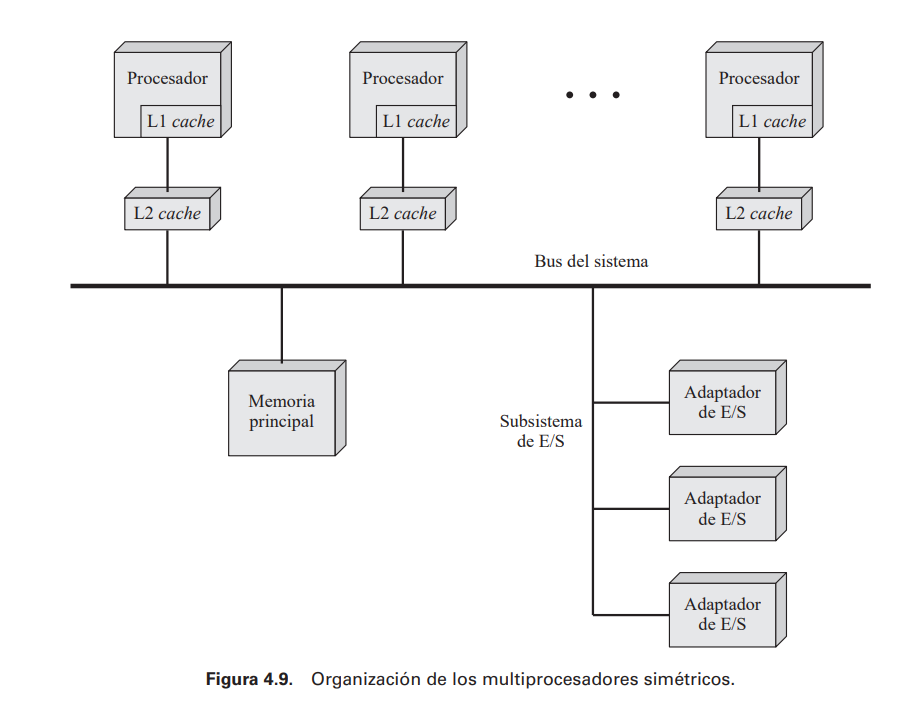 Procesador
L1 cache
Procesador
L1 cache
• • •
Procesador
L1 cache
L2 cache
L2 cache
L2 cache
Bus del sistema
Memoria
principal
Subsistema
de E/S
Adaptador
de E/S
Adaptador
de E/S
Adaptador
de E/S
Figura 4.9. Organización de los multiprocesadores simétricos.